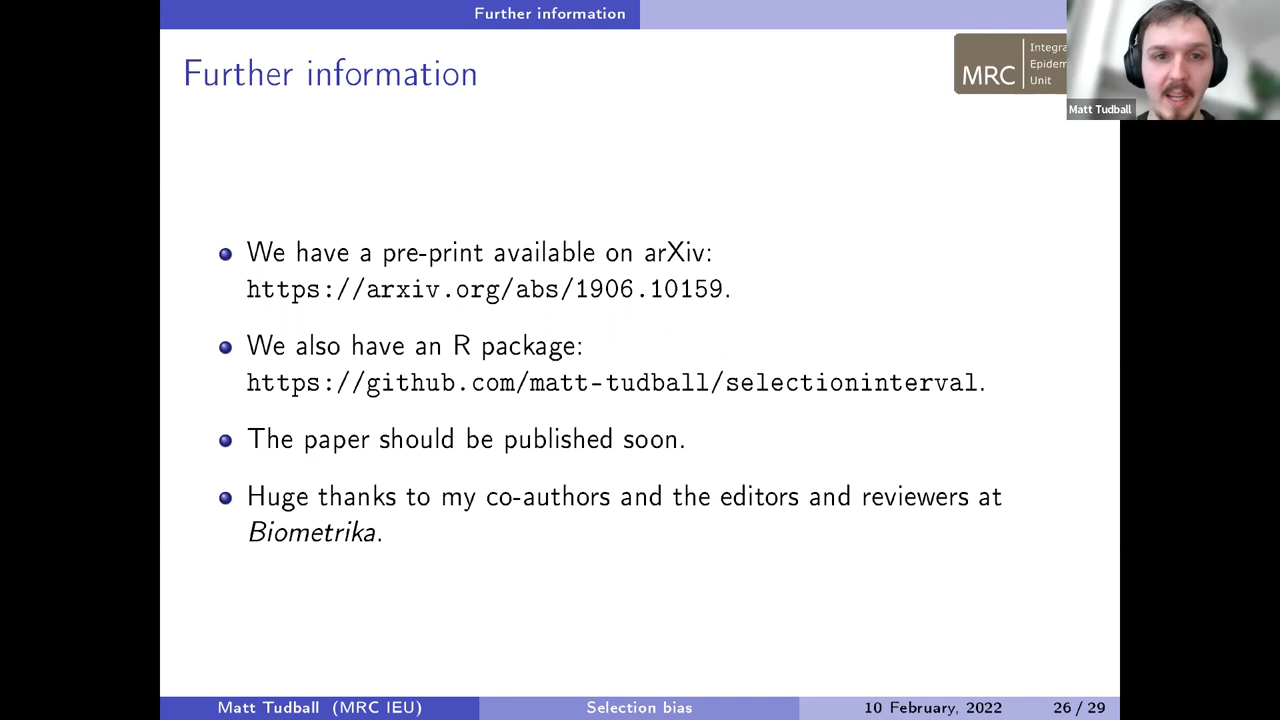 Further information
Further information
MRC
Unit
Matt Tudball
We have a pre-print available on arXiv:
https://arxiv.org/abs/1906.10159.
We also have an R package:
https://github.com/matt-tudball/selectioninterval.
The paper should be published soon.
Huge thanks to my co-authors and the editors and reviewers at
Biometrika.
Matt Tudball (MRC IEU)
Selection bias
10 February, 2022
26 / 29